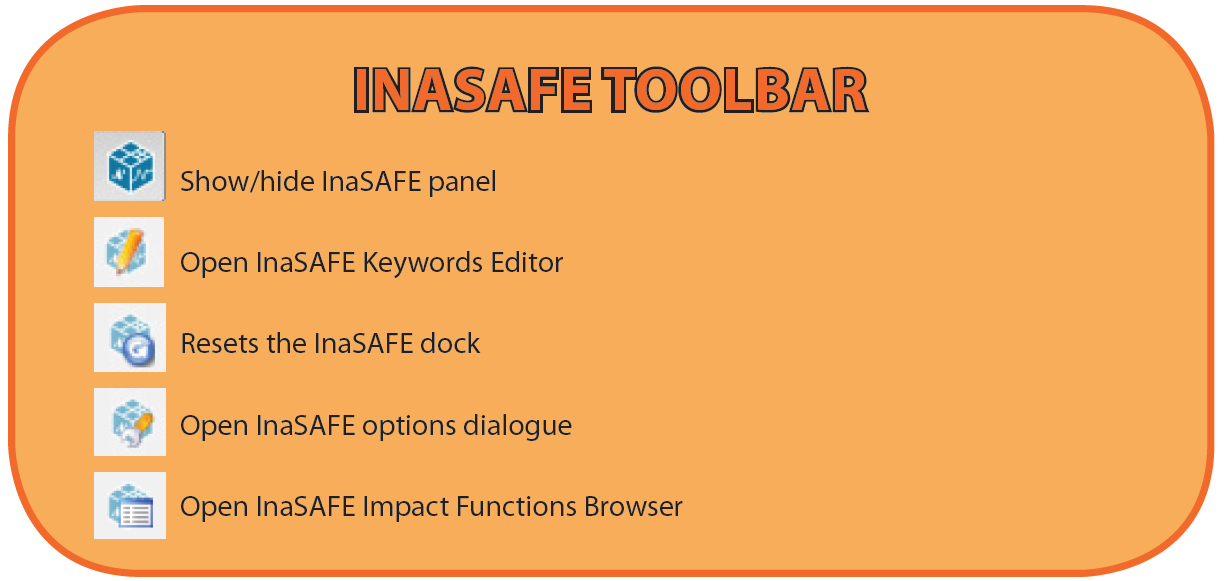 INASAFE TOOLBAR
Show/hide InaSAFE panel
Open InaSAFE Keywords Editor
Resets the InaSAFE dock
Open InaSAFE options dialogue
Open InaSAFE Impact Functions Browser